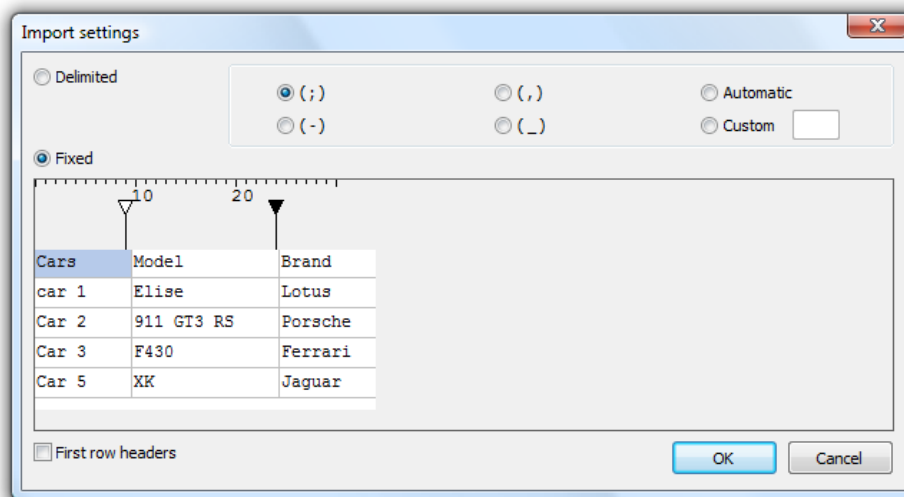 Import settings
X
Delimited
(;) (,) Automatic
(-) (_) Custom
Fixed
10 20
Cars Model Brand
car 1 Elise Lotus
Car 2 911 GT3 RS Porsche
Car 3 F430 Ferrari
Car 5 XK Jaguar
First row headers OK Cancel